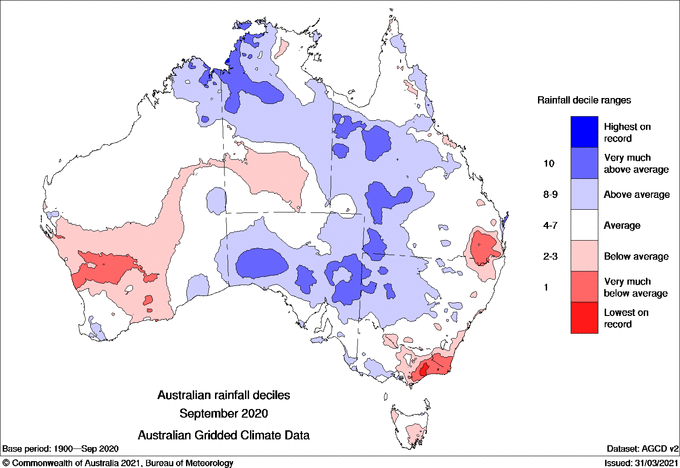 Rainfall decile ranges
Highest on
record
10
Very much
above average
8-9
Above average
4-7
Average
2-3
Below average
1
Very much
below average
Lowest on
record
Australian rainfall deciles
September 2020
Australian Gridded Climate Data
Base period: 1900—Sep 2020
Dataset: AGCD v2
© Commonwealth of Australia 2021, Bureau of Meteorology
Issued: 31/03/2021